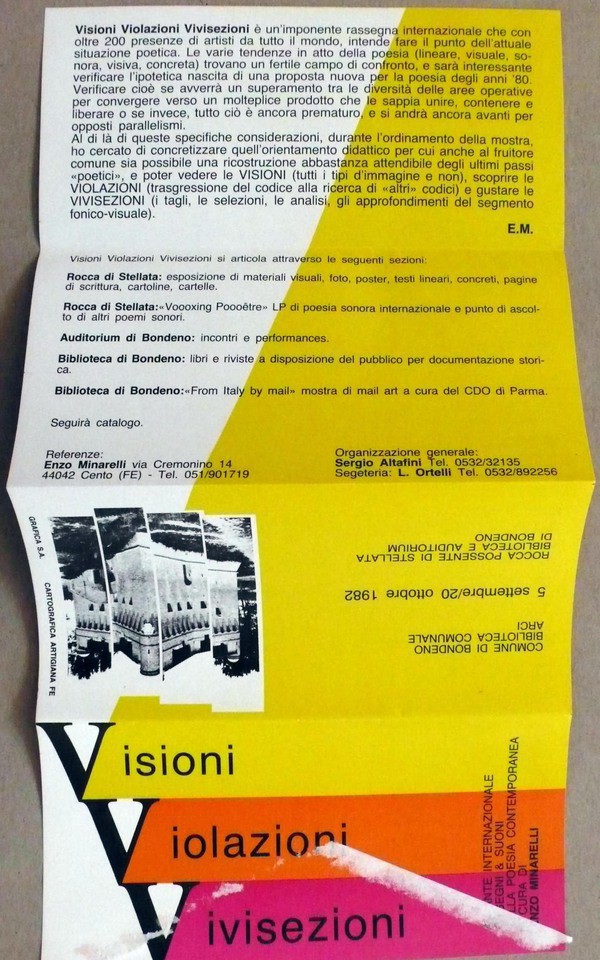 Visioni Violazioni Vivisezioni è un'imponente rassegna internazionale che con
oltre 200 presenze di artisti da tutto il mondo, intende fare il punto dell'attuale
situazione poetica. Le varie tendenze in atto della poesia (lineare, visuale, so-
nora, visiva, concreta) trovano un fertile campo di confronto, e sarà interessante
verificare l'ipotetica nascita di una proposta nuova per la poesia degli anni '80.
Verificare cioè se avverrà un superamento tra le diversità delle aree operative
per convergere verso un molteplice prodotto che le sappia unire, contenere e
liberare o se invece, tutto ciò è ancora prematuro, e si andrà ancora avanti per
opposti parallelismi.
Al di là di queste specifiche considerazioni, durante l'ordinamento della mostra,
ho cercato di concretizzare quell'orientamento didattico per cui anche al fruitore
comune sia possibile una ricostruzione abbastanza attendibile degli ultimi passi
«poetici», e poter vedere le VISIONI (tutti i tipi d'immagine e non), scoprire le
VIOLAZIONI (trasgressione del codice alla ricerca di «altri» codici) e gustare le
VIVISEZIONI (i tagli, le selezioni, le analisi, gli approfondimenti del segmento
fonico-visuale).
E.M.
Visioni Violazioni Vivisezioni si articola attraverso le seguenti sezioni:
Rocca di Stellata: esposizione di materiali visuali, foto, poster, testi lineari, concreti, pagine
di scrittura, cartoline, cartelle.
Rocca di Stellata:«Voooxing Poooêtre» LP di poesia sonora internazionale e punto di ascol-
to di altri poemi sonori.
Auditorium di Bondeno: incontri e performances.
Biblioteca di Bondeno: libri e riviste a disposizione del pubblico per documentazione stori-
ca.
Biblioteca di Bondeno:«From Italy by mail» mostra di mail art a cura del CDO di Parma.
Seguirà catalogo.
Referenze:
Enzo Minarelli via Cremonino 14
44042 Cento (FE) - Tel. 051/901719
Organizzazione generale:
Sergio Altafini Tel. 0532/32135
Segeteria: L. Ortelli Tel. 0532/892256
GRAFICA S.A. CARTOGRAFICA ARTIGIANA FE
COMUNE DI BONDENO
BIBLIOTECA COMUNALE
ARCI
5 settembre/20 ottobre 1982
ROCCA POSSENTE DI STELLATA
BIBLIOTECA E AUDITORIUM
DI BONDENO
Visioni
Violazioni
Vivisezioni
INTERNAZIONALE
& SUONI
POESIA CONTEMPORANEA
DI
MINARELLI